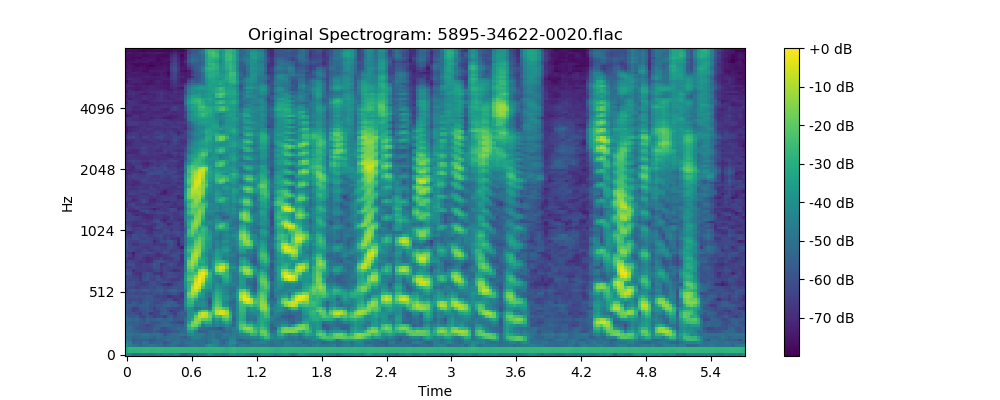 Original Spectrogram: 5895-34622-0020.flac
Hz
4096
2048
1024
512
0
0 0.6 1.2 1.8 2.4 3 3.6 4.2 4.8 5.4
Time
+0 dB
-10 dB
-20 dB
-30 dB
-40 dB
-50 dB
-60 dB
-70 dB